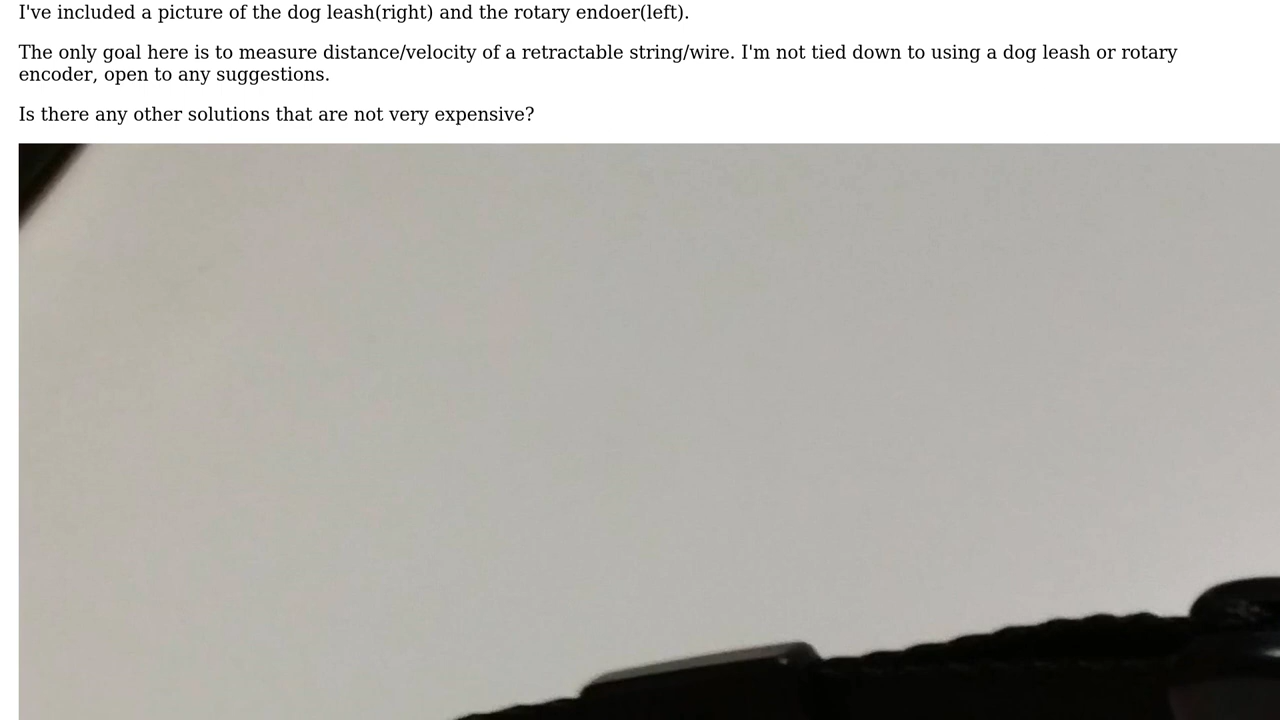 I've included a picture of the dog leash(right) and the rotary endoer(left).
The only goal here is to measure distance/velocity of a retractable string/wire. I'm not tied down to using a dog leash or rotary
encoder, open to any suggestions.
Is there any other solutions that are not very expensive?